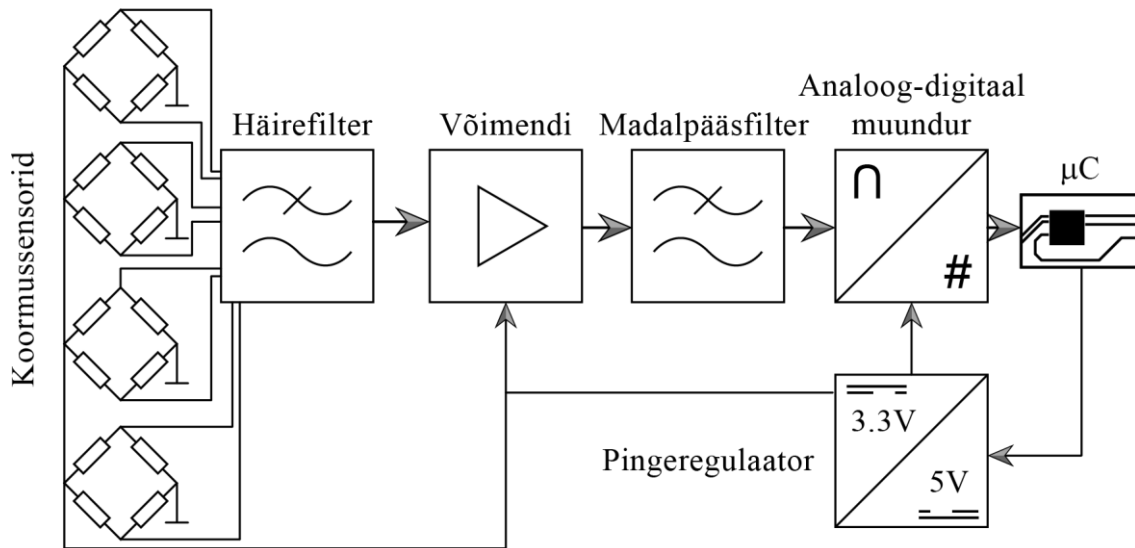 Koormussensorid
Häirefilter
Võimendi
Madalpääsfilter
Analoog-digitaal
muundur
∩
#
µC
Pingeregulaator
3.3V
5V